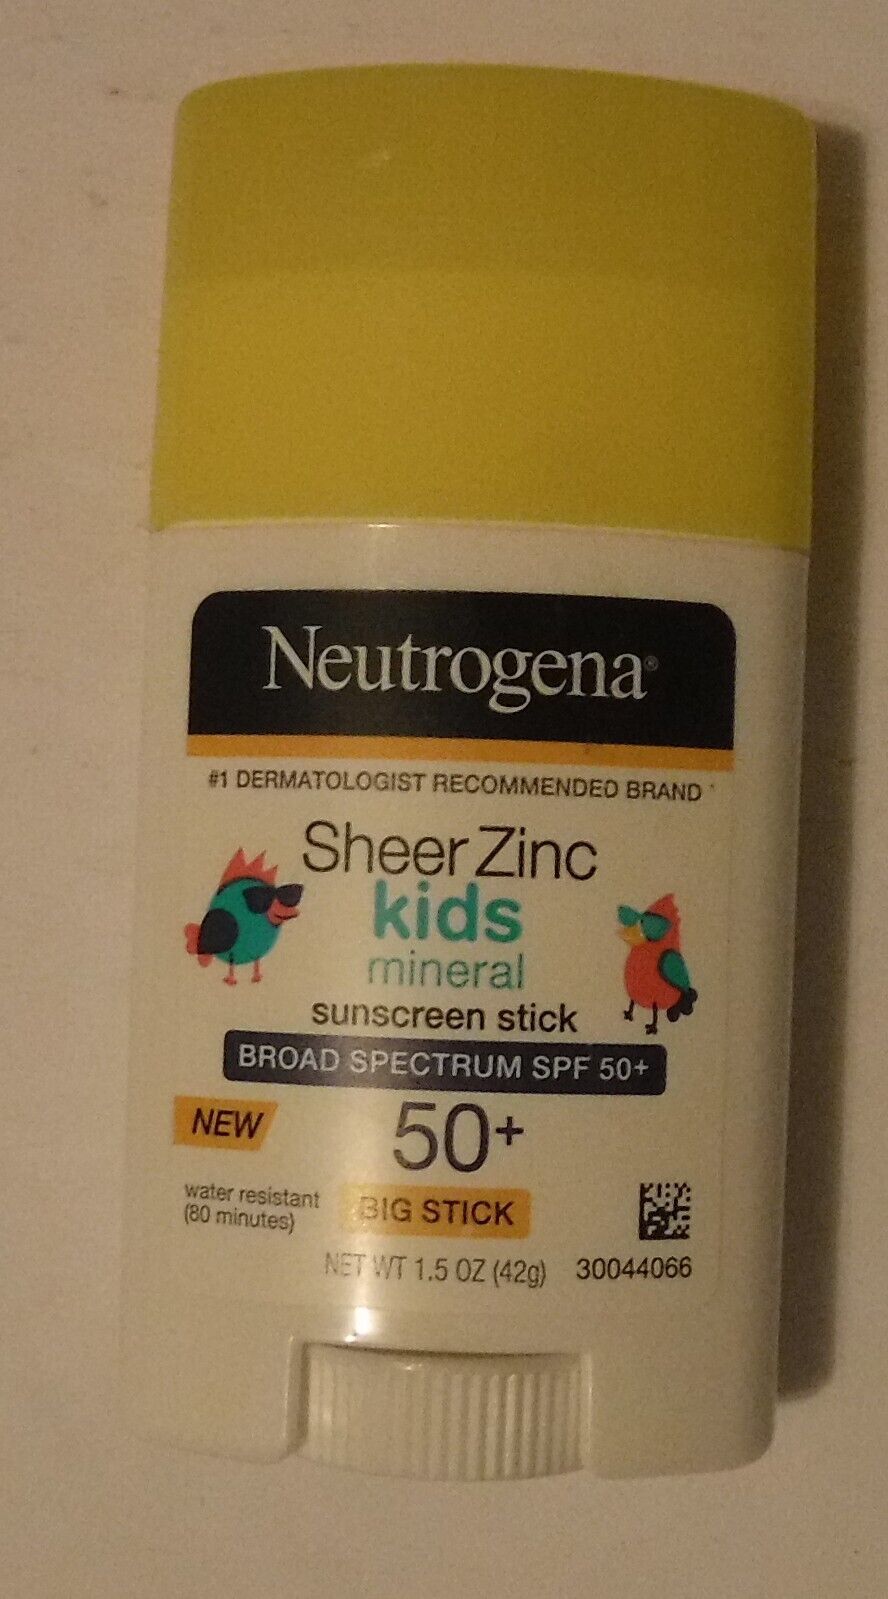 Neutrogena®
#1 DERMATOLOGIST RECOMMENDED BRAND
Sheer Zinc
kids
mineral
sunscreen stick
BROAD SPECTRUM SPF 50+
NEW
50+
water resistant
(80 minutes)
BIG STICK
NET WT 1.5 OZ (42g)
30044066